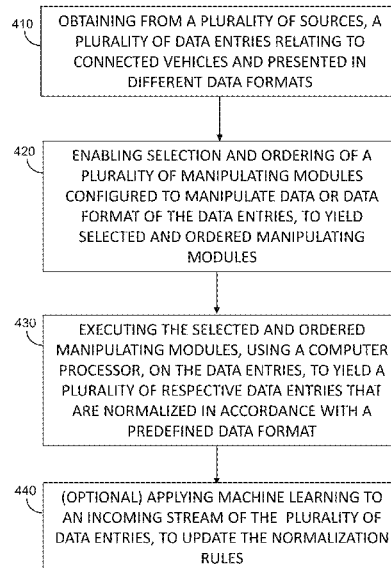 410
OBTAINING FROM A PLURALITY OF SOURCES, A
PLURALITY OF DATA ENTRIES RELATING TO
CONNECTED VEHICLES AND PRESENTED IN
DIFFERENT DATA FORMATS
420
ENABLING SELECTION AND ORDERING OF A
PLURALITY OF MANIPULATING MODULES
CONFIGURED TO MANIPULATE DATA OR DATA
FORMAT OF THE DATA ENTRIES, TO YIELD
SELECTED AND ORDERED MANIPULATING
MODULES
430
EXECUTING THE SELECTED AND ORDERED
MANIPULATING MODULES, USING A COMPUTER
PROCESSOR, ON THE DATA ENTRIES, TO YIELD A
PLURALITY OF RESPECTIVE DATA ENTRIES THAT
ARE NORMALIZED IN ACCORDANCE WITH A
PREDEFINED DATA FORMAT
440
(OPTIONAL) APPLYING MACHINE LEARNING TO
AN INCOMING STREAM OF THE PLURALITY OF
DATA ENTRIES, TO UPDATE THE NORMALIZATION
RULES